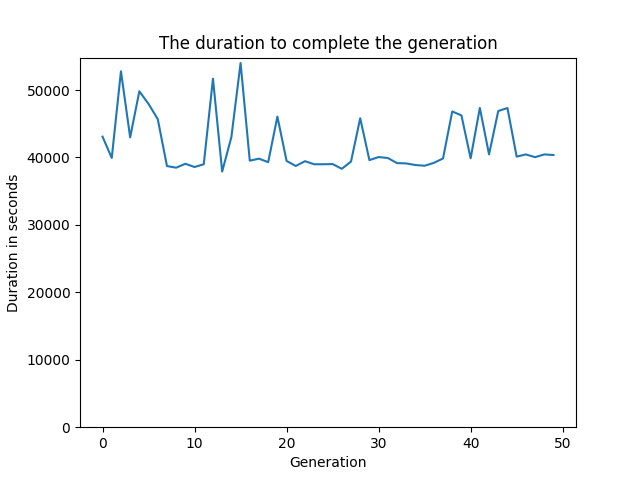 The duration to complete the generation
50000
40000
30000
20000
10000
0
Duration in seconds
0 10 20 30 40 50
Generation